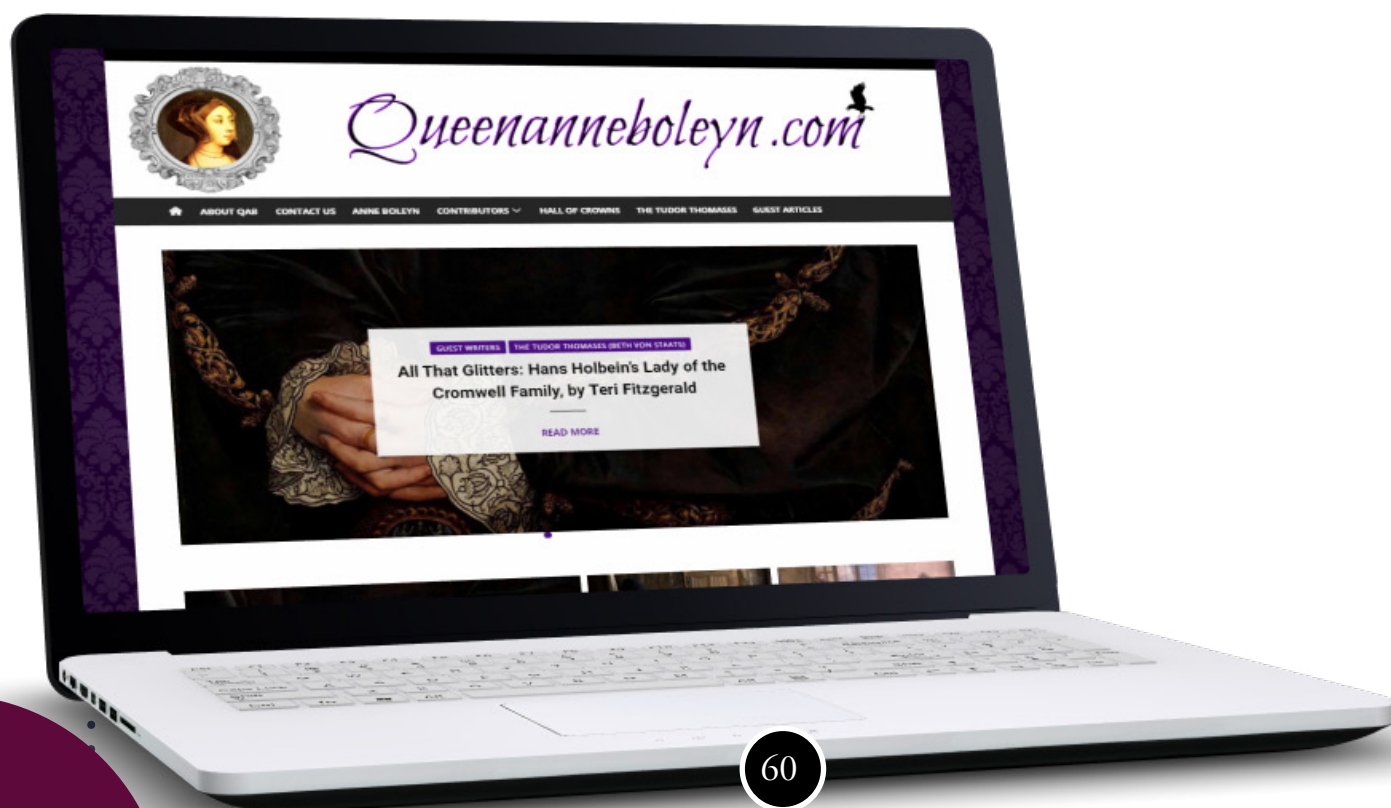 Queenanneboleyn.com
ABOUT QAB CONTACT US ANNE BOLEYN CONTRIBUTORS HALL OF CROWNS THE TUDOR THOMASES GUEST ARTICLES
GUEST WRITERS THE TUDOR THOMASES (BETH VON STAATS)
All That Glitters: Hans Holbein's Lady of the
Cromwell Family, by Teri Fitzgerald
READ MORE
60